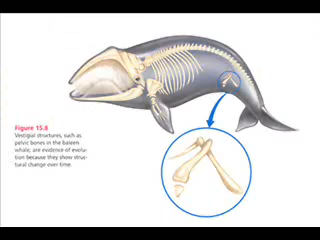 Figure 15.8
Vestigial structures, such as
pelvic bones in the baleen
whale, are evidence of evolu-
tion because they show struc-
tural change over time.